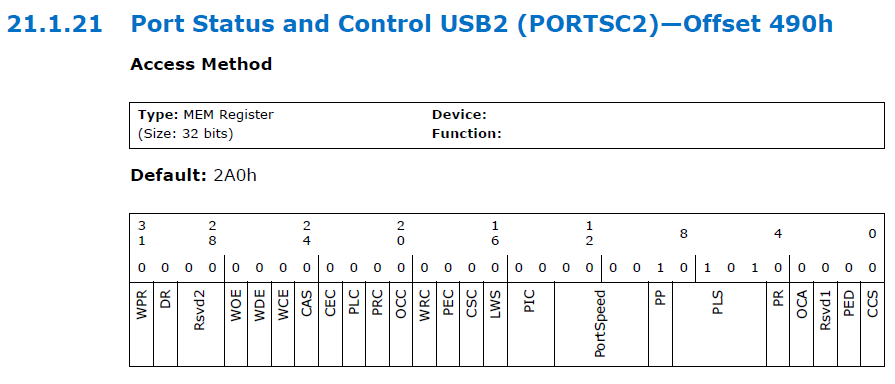 21.1.21 Port Status and Control USB2 (PORTSC2)—Offset 490h
Access Method
Type: MEM Register Device:
(Size: 32 bits) Function:
Default: 2A0h
3 2 2 2 1 1 8 4 0
1 8 4 0 6 2
0 0 0 0 0 0 0 0 0 0 0 0 0 0 0 0 0 0 0 0 0 0 1 0 1 0 1 0 0 0 0 0
WPR DR Rsvd2 WOE WDE WCE CAS CEC PLC PRC OCC WRC PEC CSC LWS PIC PortSpeed PP PLS PR OCA Rsvd1 PED CCS